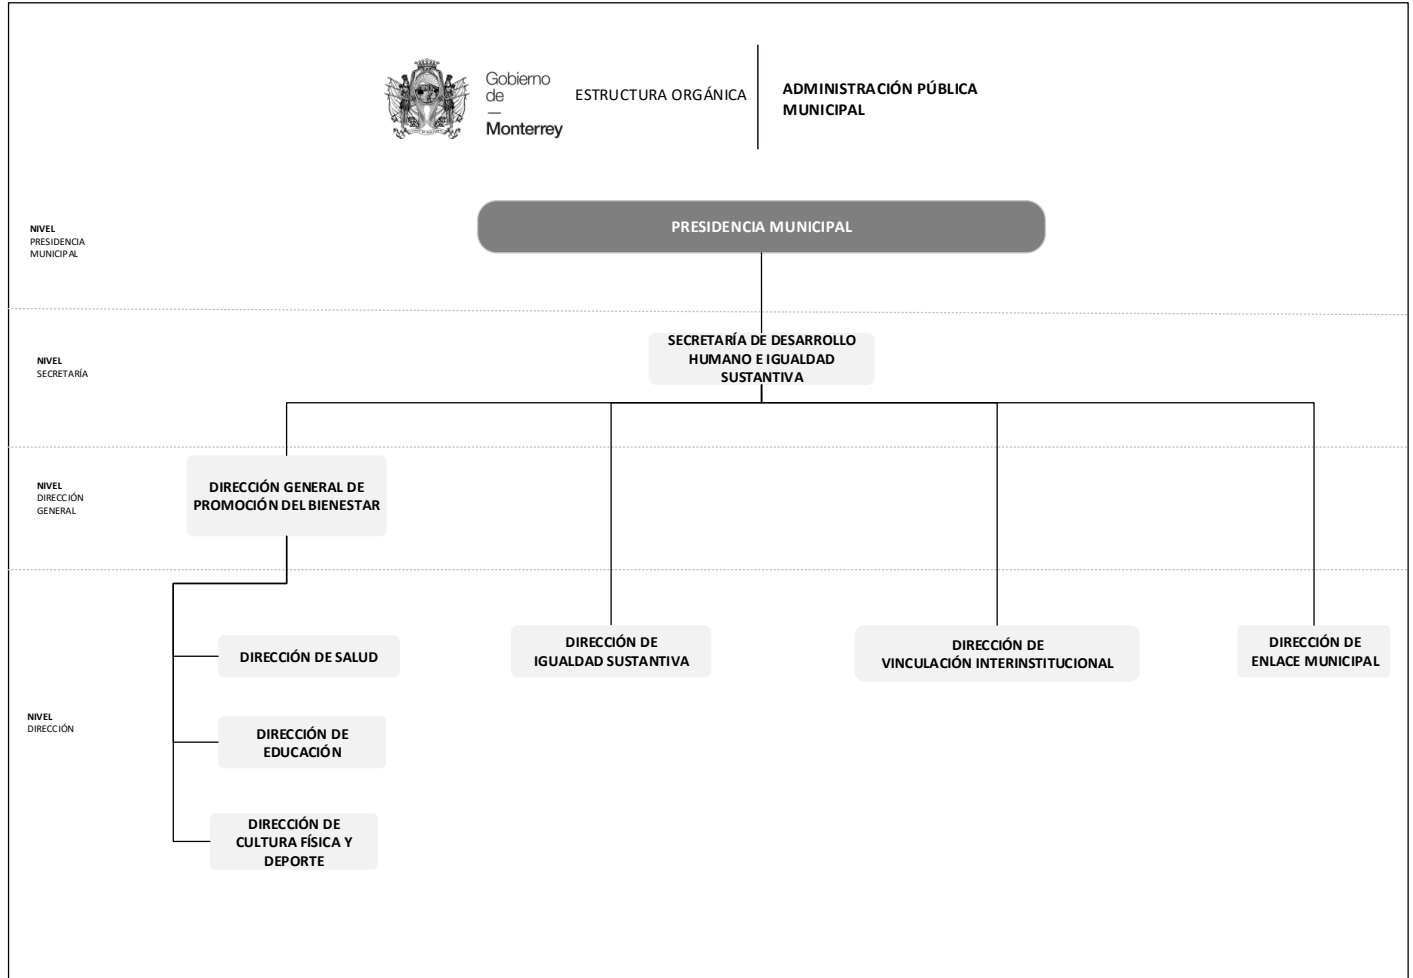 Gobierno
de
—
Monterrey
ESTRUCTURA ORGÁNICA
ADMINISTRACIÓN PÚBLICA
MUNICIPAL
NIVEL
PRESIDENCIA
MUNICIPAL
PRESIDENCIA MUNICIPAL
NIVEL
SECRETARÍA
SECRETARÍA DE DESARROLLO
HUMANO E IGUALDAD
SUSTANTIVA
NIVEL
DIRECCIÓN
GENERAL
DIRECCIÓN GENERAL DE
PROMOCIÓN DEL BIENESTAR
NIVEL
DIRECCIÓN
DIRECCIÓN DE SALUD
DIRECCIÓN DE
EDUCACIÓN
DIRECCIÓN DE
CULTURA FÍSICA Y
DEPORTE
DIRECCIÓN DE
IGUALDAD SUSTANTIVA
DIRECCIÓN DE
VINCULACIÓN INTERINSTITUCIONAL
DIRECCIÓN DE
ENLACE MUNICIPAL